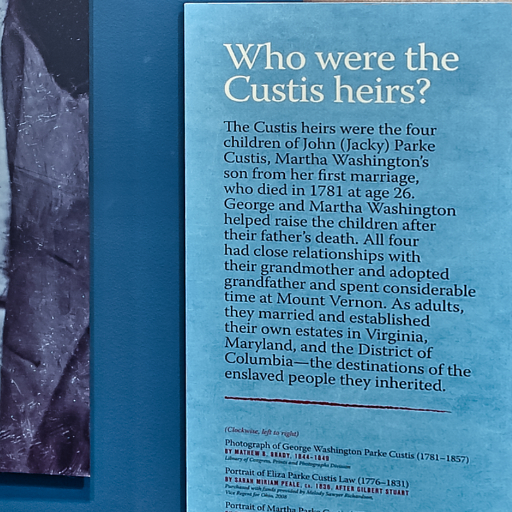 Who were the
Custis heirs?
The Custis heirs were the four
children of John (Jacky) Parke
Custis, Martha Washington's
son from her first marriage,
who died in 1781 at age 26.
George and Martha Washington
helped raise the children after
their father's death. All four
had close relationships with
their grandmother and adopted
grandfather and spent considerable
time at Mount Vernon. As adults,
they married and established
their own estates in Virginia,
Maryland, and the District of
Columbia—the destinations of the
enslaved people they inherited.
(Clockwise, left to right)
Photograph of George Washington Parke Custis (1781–1857)
BY MATHEW B. BRADY, 1844–1849
Library of Congress, Prints and Photographs Division
Portrait of Eliza Parke Custis Law (1776–1831)
BY SARAH MIRIAM PEALE, ca. 1830, AFTER GILBERT STUART
Purchased with funds provided by Melody Sawyer Richardson,
Vice Regent for Ohio, 2008
Portrait of Martha Parke